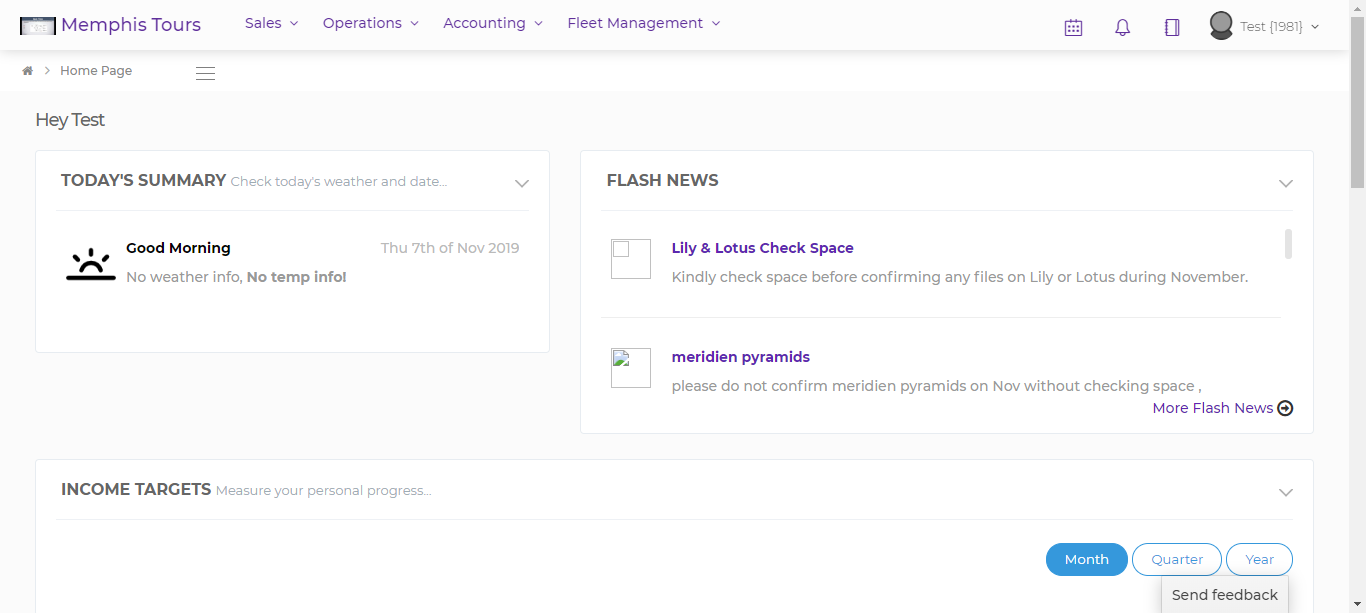 Memphis Tours
Sales
Operations
Accounting
Fleet Management
Test {1981}
Home Page
Hey Test
TODAY'S SUMMARY Check today's weather and date...
Good Morning
Thu 7th of Nov 2019
No weather info, No temp info!
FLASH NEWS
Lily & Lotus Check Space
Kindly check space before confirming any files on Lily or Lotus during November.
meridien pyramids
please do not confirm meridien pyramids on Nov without checking space ,
More Flash News
INCOME TARGETS Measure your personal progress...
Month
Quarter
Year
Send feedback